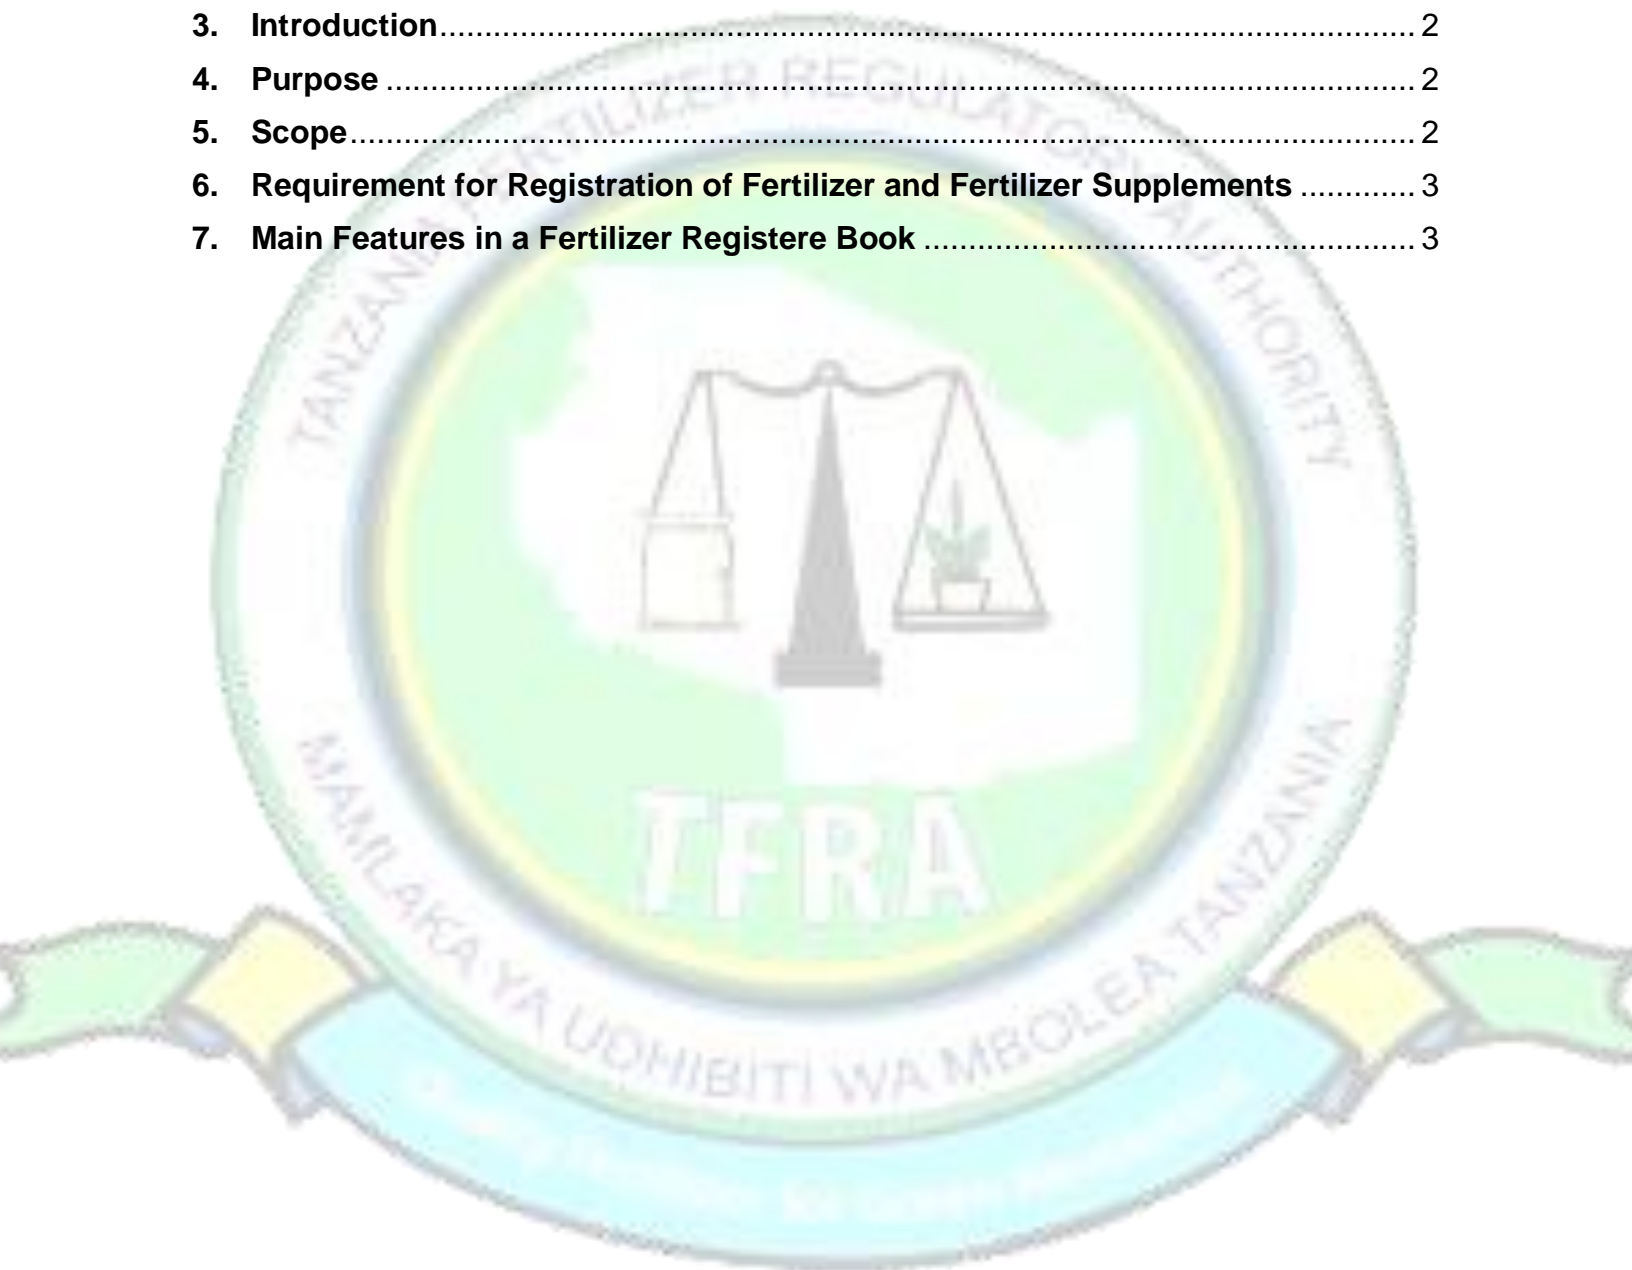 3. Introduction.......................................................................................................... 2
4. Purpose ................................................................................................................ 2
5. Scope.................................................................................................................... 2
6. Requirement for Registration of Fertilizer and Fertilizer Supplements ............. 3
7. Main Features in a Fertilizer Registere Book ...................................................... 3
TANZANIA FERTILIZER REGULATORY AUTHORITY
TFRA
MAMLAKA YA UDHIBITI WA MBOLEA TANZANIA